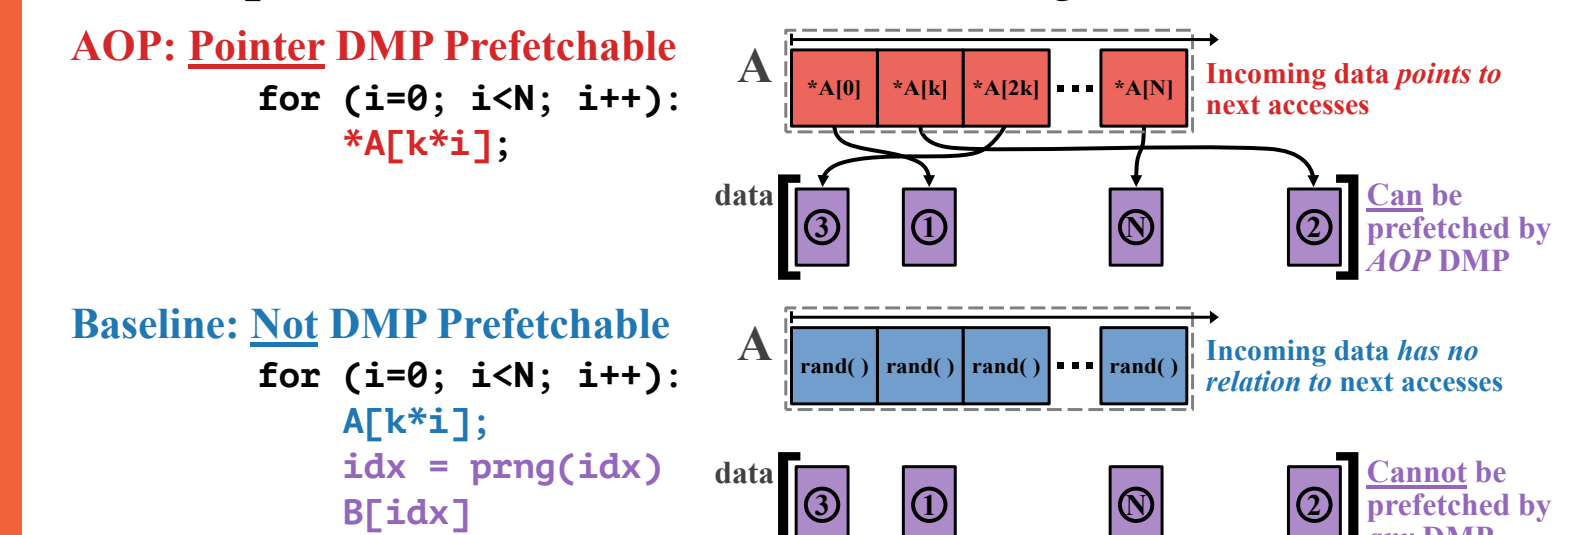 AOP: Pointer DMP Prefetchable
for (i=0; i<N; i++):
*A[k*i];
A
*A[0] *A[k] *A[2k] ... *A[N]
Incoming data points to
next accesses
data
3 1 N 2
Can be
prefetched by
AOP DMP
Baseline: Not DMP Prefetchable
for (i=0; i<N; i++):
A[k*i];
idx = prng(idx)
B[idx]
A
rand( ) rand( ) rand( ) ... rand( )
Incoming data has no
relation to next accesses
data
3 1 N 2
Cannot be
prefetched by
any DMP